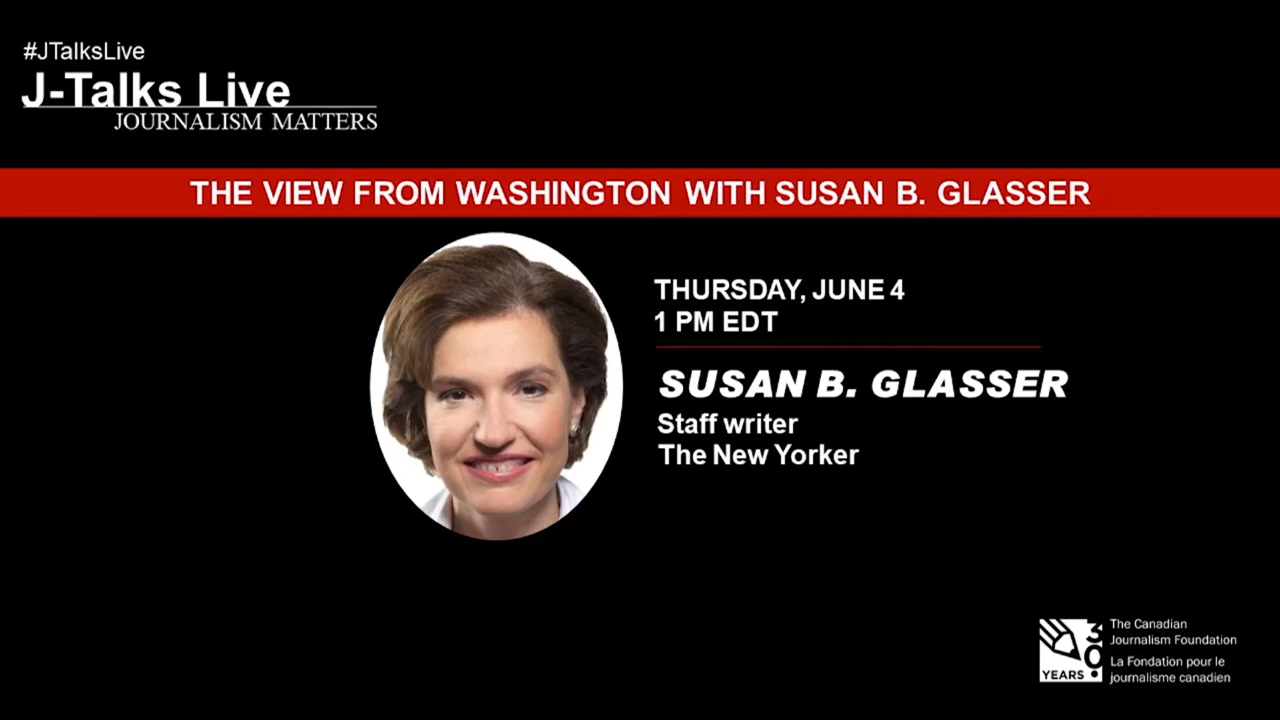 #JTalksLive
J-Talks Live
JOURNALISM MATTERS
THE VIEW FROM WASHINGTON WITH SUSAN B. GLASSER
THURSDAY, JUNE 4
1 PM EDT
SUSAN B. GLASSER
Staff writer
The New Yorker
30
YEARS
The Canadian
Journalism Foundation
La Fondation pour le
journalisme canadien